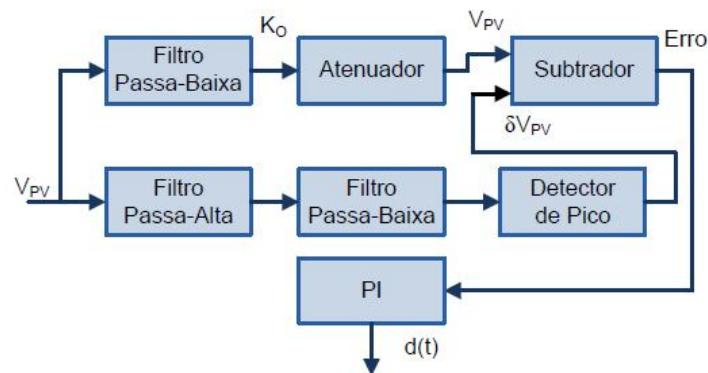 K_O
V_PV
Erro
Filtro
Passa-Baixa
Atenuador
Subtrador
δV_PV
V_PV
Filtro
Passa-Alta
Filtro
Passa-Baixa
Detector
de Pico
PI
d(t)